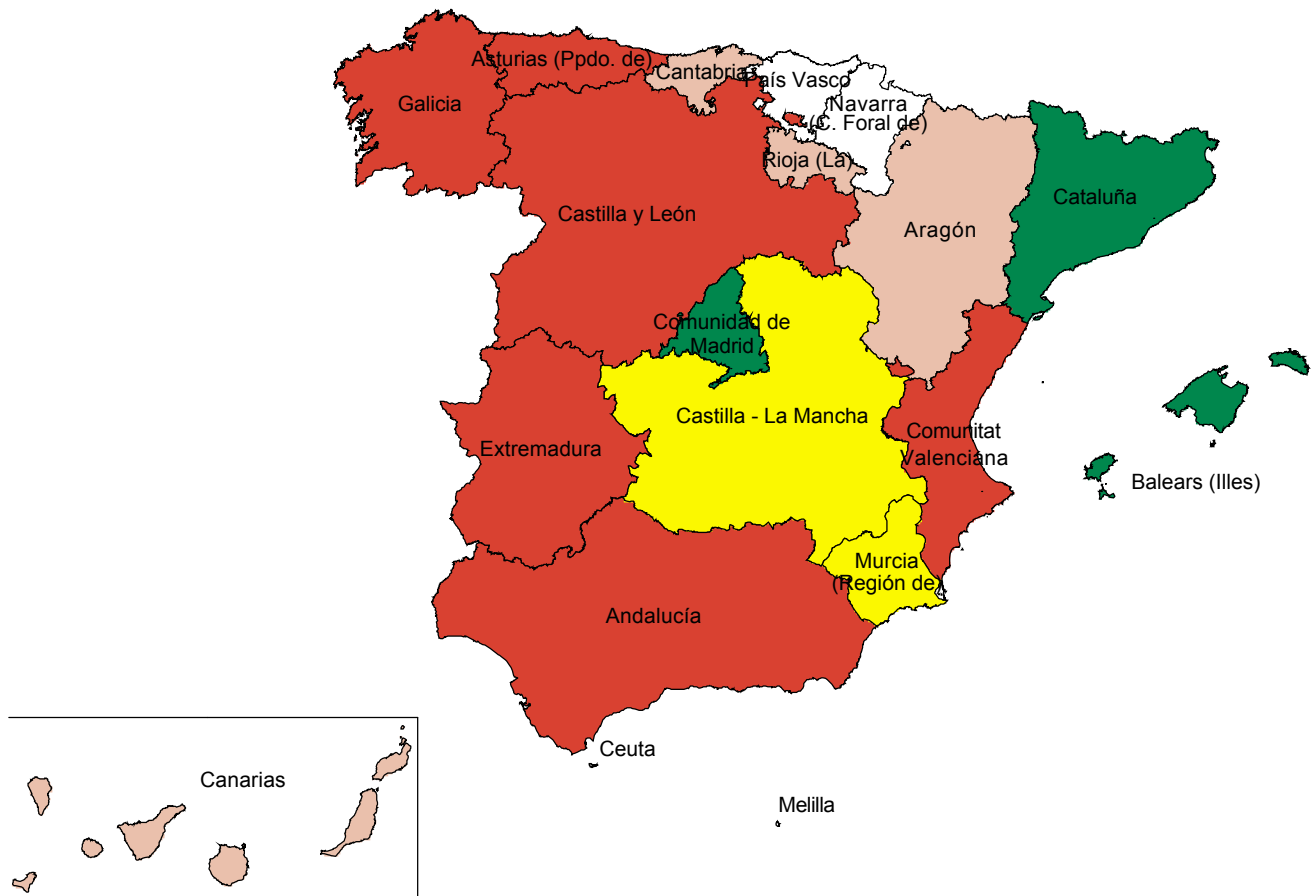 Asturias (Ppdo. de)
Cantabria
País Vasco
Galicia
Navarra
(C. Foral de)
Rioja (La)
Cataluña
Castilla y León
Aragón
Comunidad de
Madrid
Castilla - La Mancha
Comunitat
Valenciana
Extremadura
Balears (Illes)
Murcia
(Región de)
Andalucía
Ceuta
Canarias
Melilla